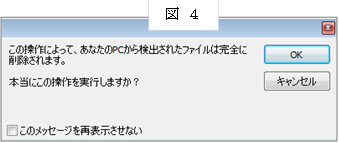 図 4
この操作によって、あなたのPCから検出されたファイルは完全に
削除されます。
本当にこの操作を実行しますか？
OK
キャンセル
このメッセージを再表示させない